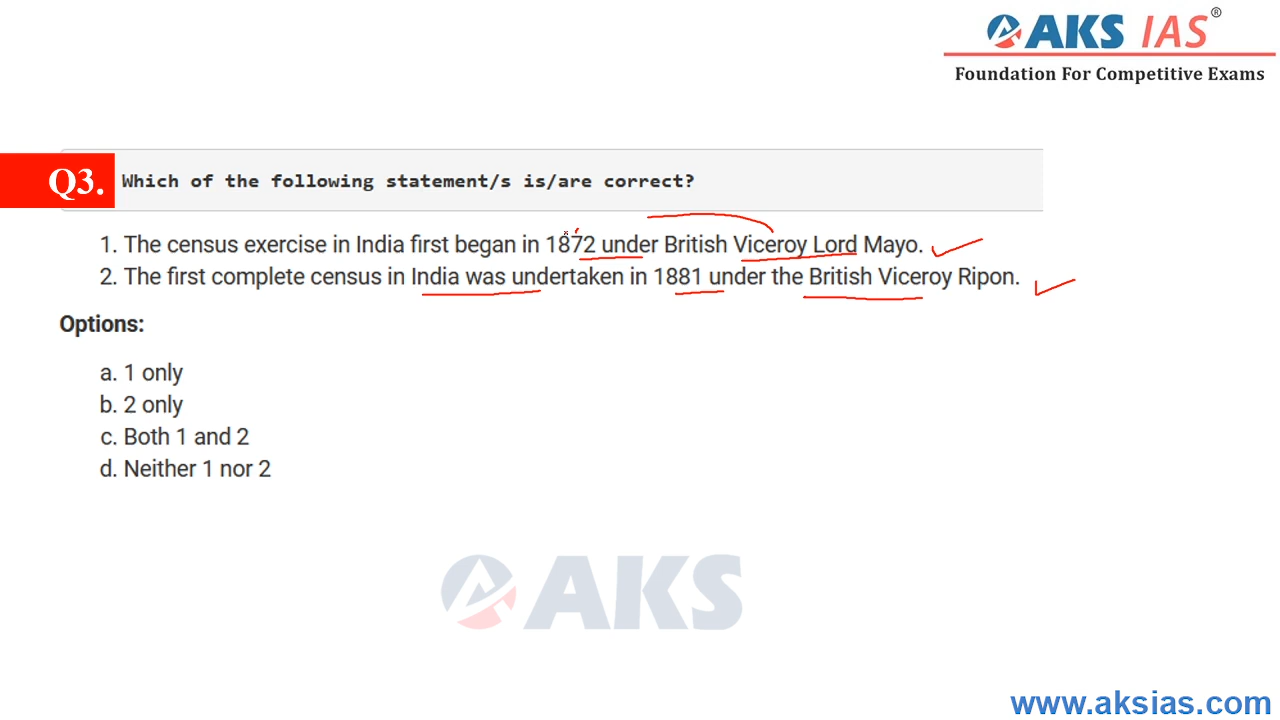 AKS IAS®
Foundation For Competitive Exams
Q3. Which of the following statement/s is/are correct?
1. The census exercise in India first began in 1872 under British Viceroy Lord Mayo.
2. The first complete census in India was undertaken in 1881 under the British Viceroy Ripon.
Options:
a. 1 only
b. 2 only
c. Both 1 and 2
d. Neither 1 nor 2
AKS
www.aksias.com